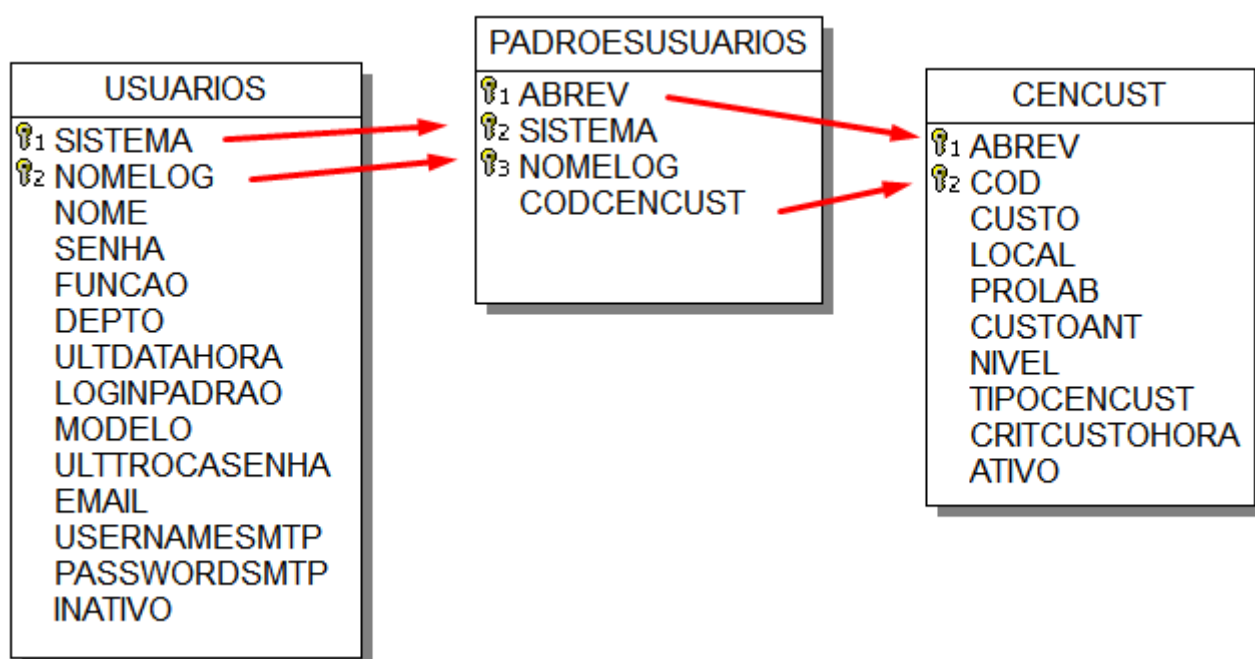 USUARIOS
1 SISTEMA
2 NOMELOG
NOME
SENHA
FUNCAO
DEPTO
ULTDATAHORA
LOGINPADRAO
MODELO
ULTTROCASENHA
EMAIL
USERNAMESMTP
PASSWORDSMTP
INATIVO
PADROESUSUARIOS
1 ABREV
2 SISTEMA
3 NOMELOG
CODCENCUST
CENCUST
1 ABREV
2 COD
CUSTO
LOCAL
PROLAB
CUSTOANT
NIVEL
TIPOCENCUST
CRITCUSTOHORA
ATIVO